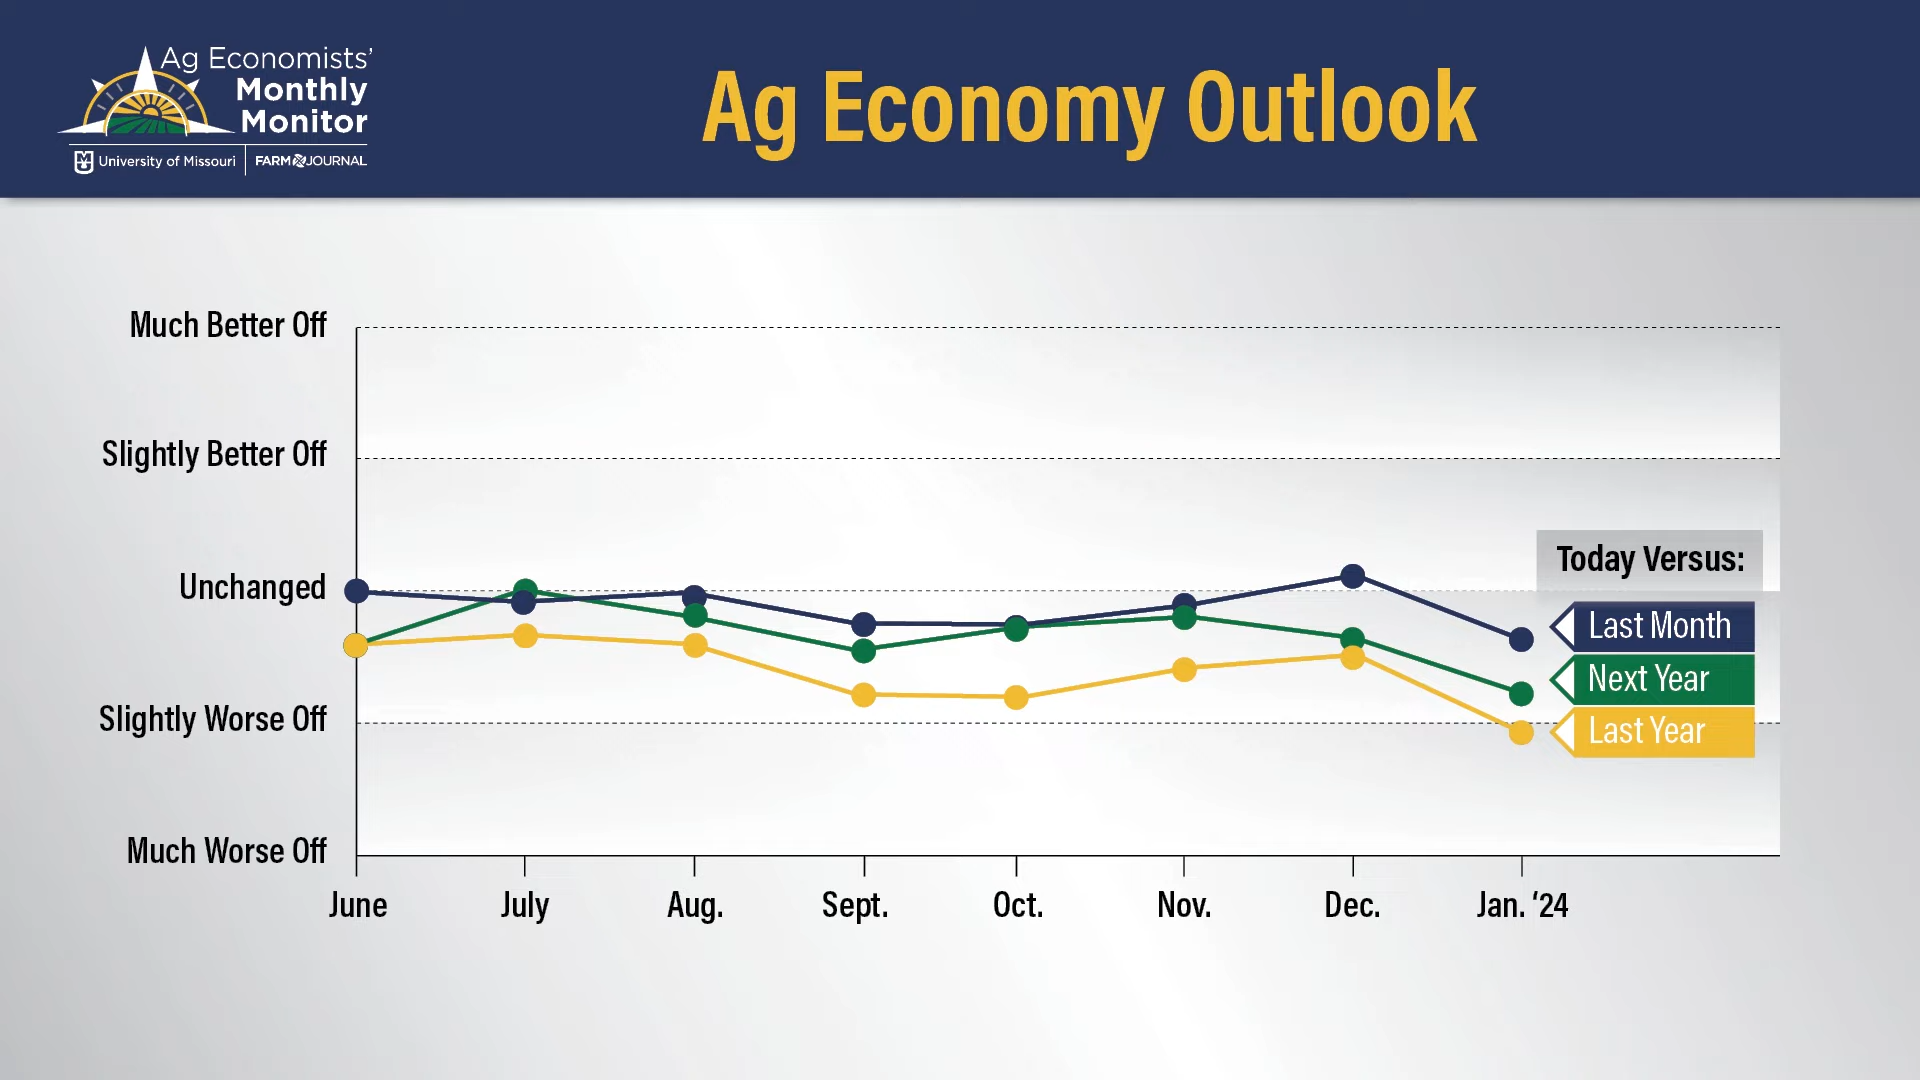 Ag Economists'
Monthly
Monitor
University of Missouri
FARM JOURNAL
Ag Economy Outlook
Much Better Off
Slightly Better Off
Unchanged
Slightly Worse Off
Much Worse Off
Today Versus:
Last Month
Next Year
Last Year
June July Aug. Sept. Oct. Nov. Dec. Jan. '24